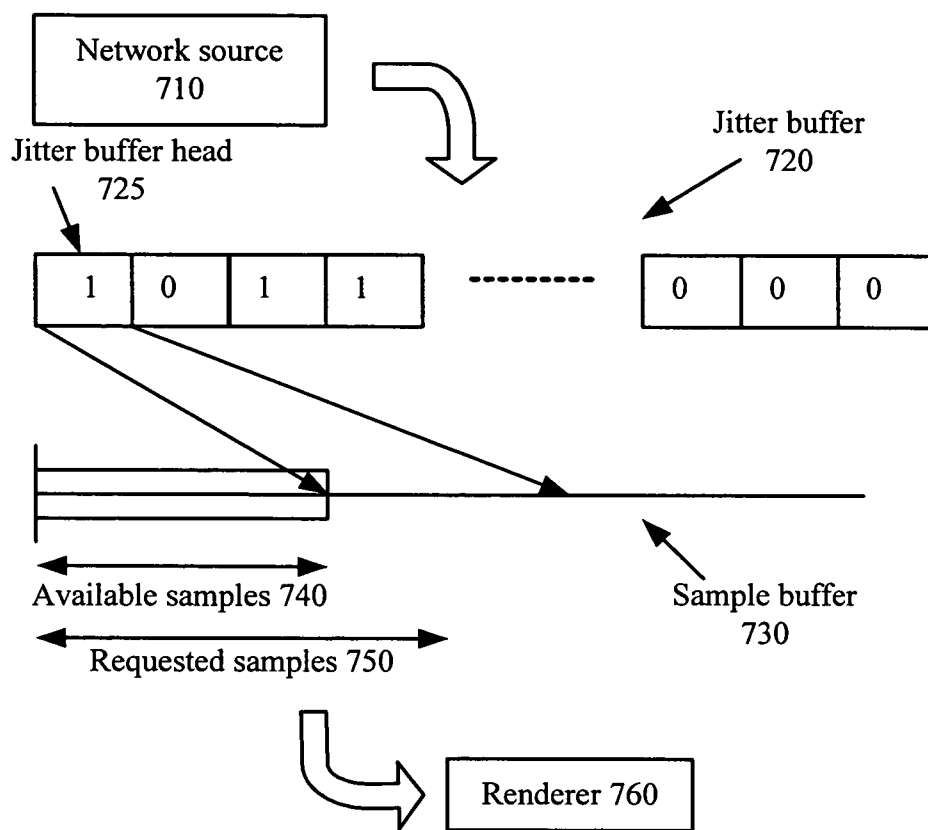 Network source
710
Jitter buffer head
725
Jitter buffer
720
1 0 1 1 0 0 0
Available samples 740
Requested samples 750
Sample buffer
730
Renderer 760